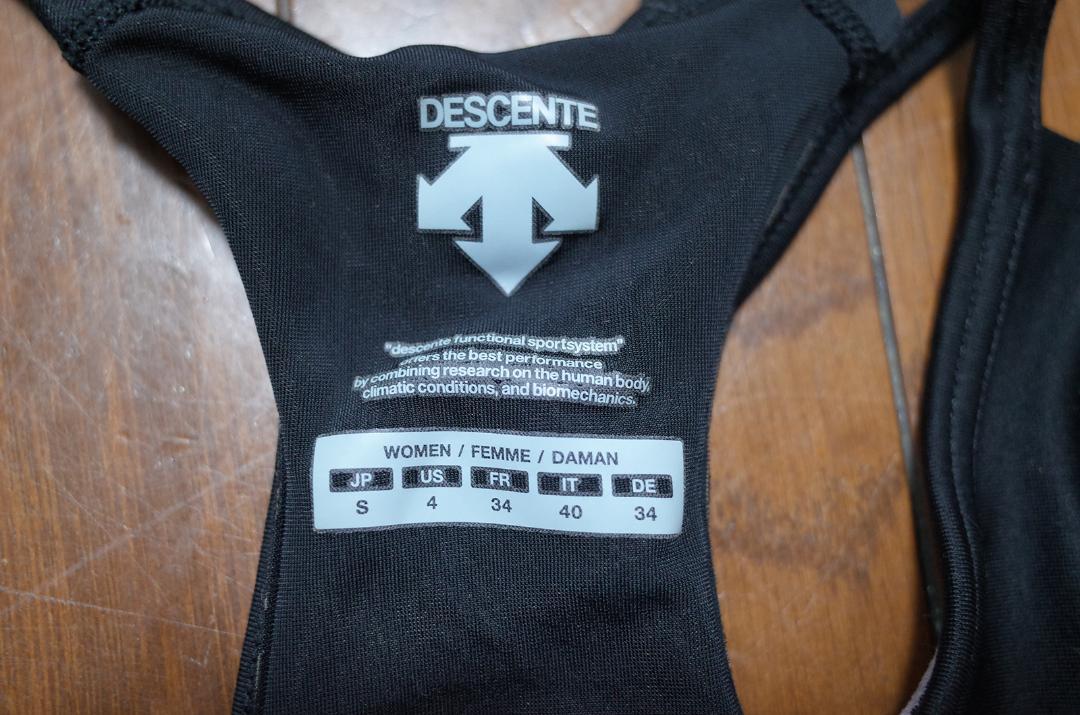 DESCENTE
"descente functional sportsystem"
offers the best performance
by combining research on the human body,
climatic conditions, and biomechanics.
WOMEN / FEMME / DAMAN
JP US FR IT DE
S 4 34 40 34